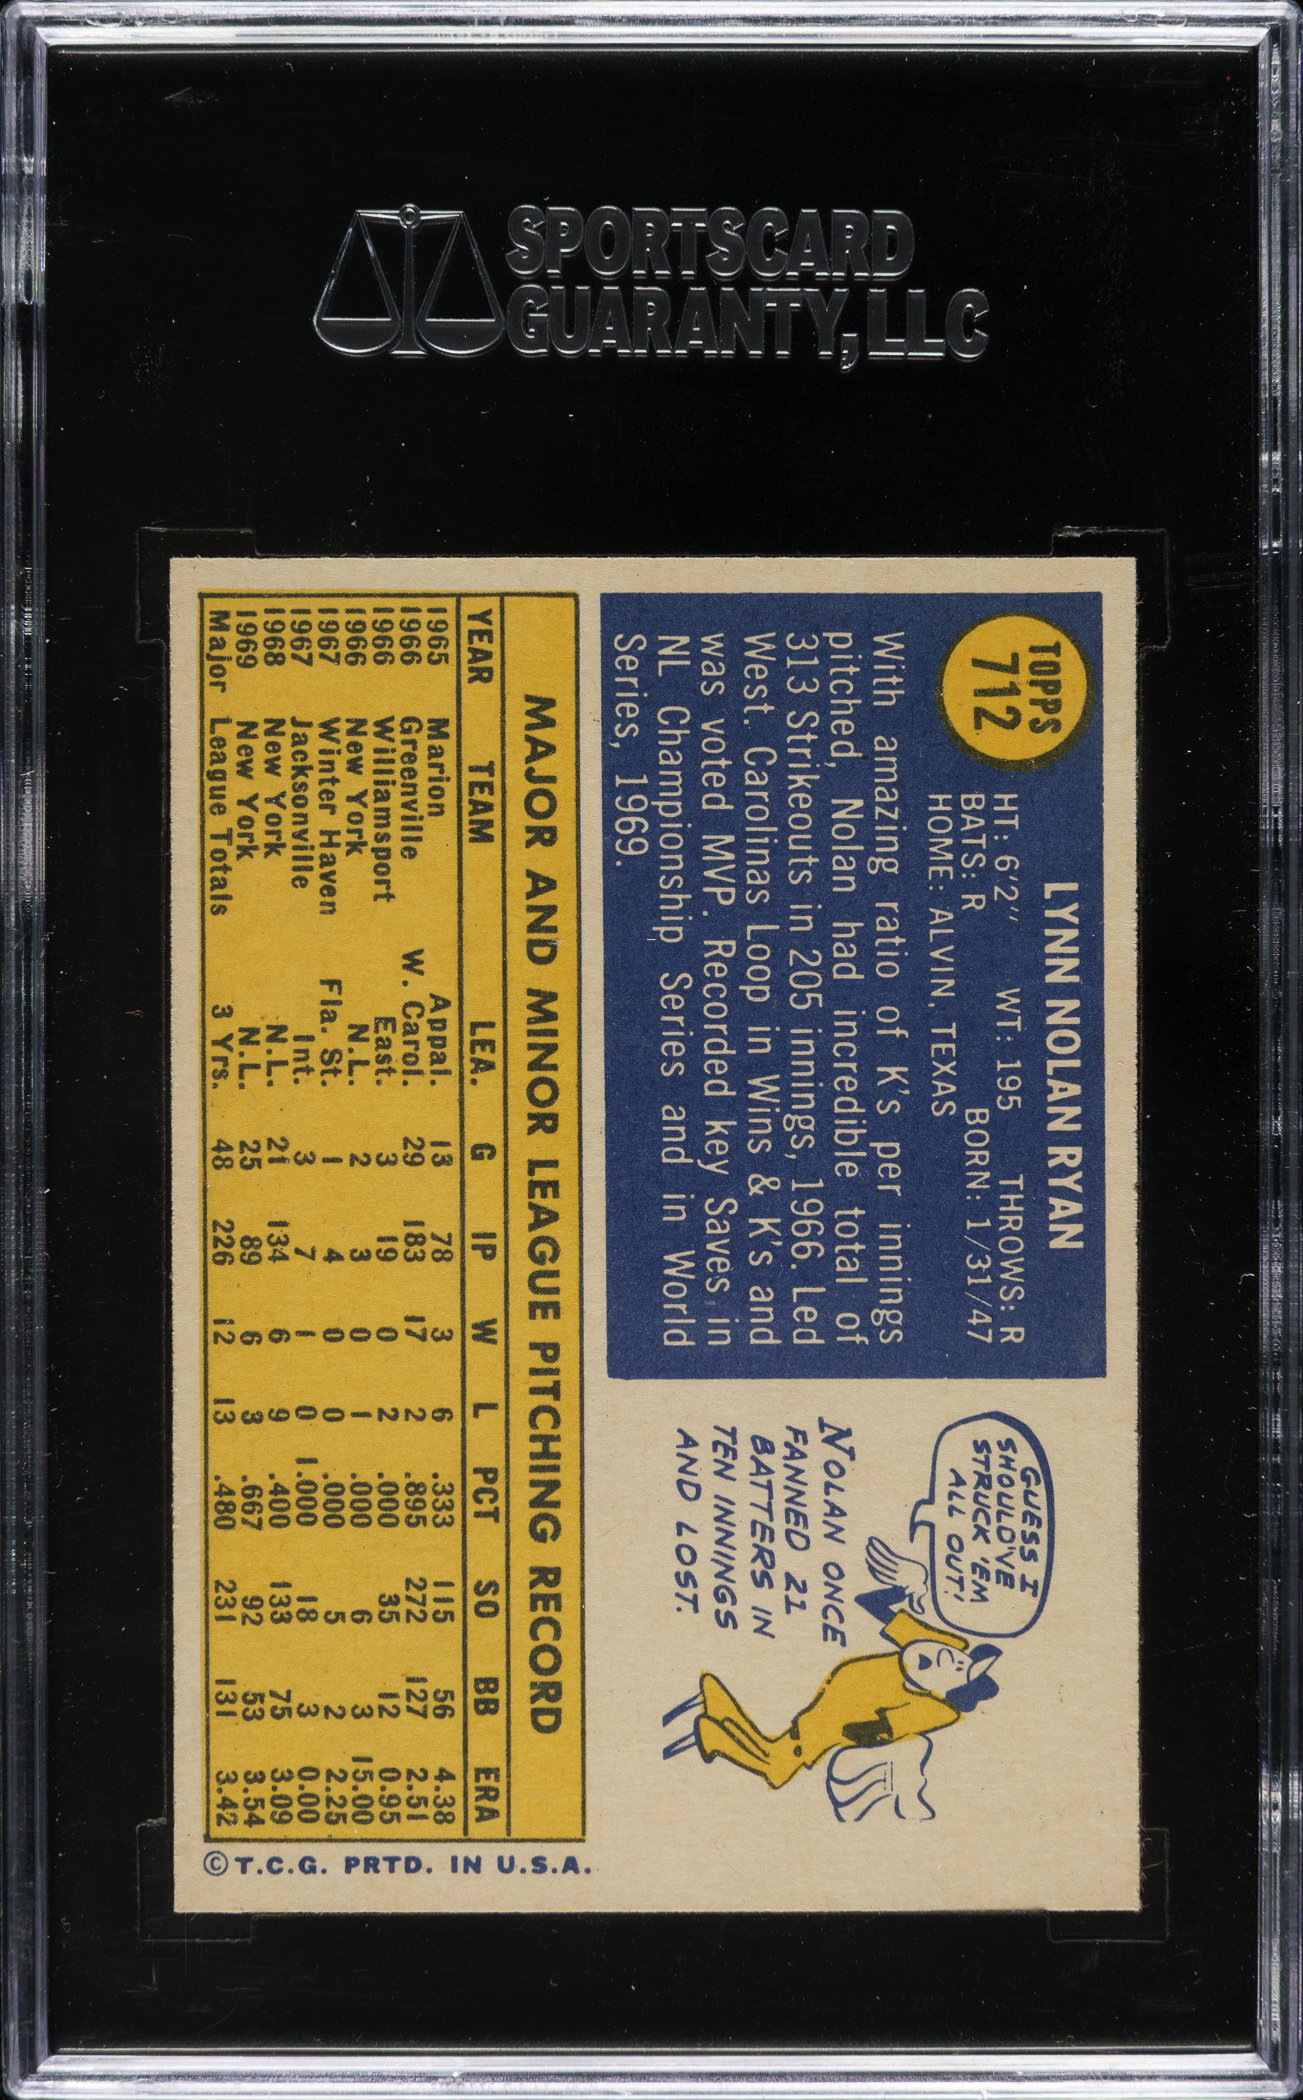 SPORTSCARD
GUARANTY, LLC
TOPPS
712
LYNN NOLAN RYAN
HT: 6'2" WT: 195 THROWS: R
BATS: R BORN: 1/31/47
HOME: ALVIN, TEXAS
With amazing ratio of K's per innings
pitched, Nolan had incredible total of
313 Strikeouts in 205 innings, 1966. Led
West. Carolinas Loop in Wins & K's and
was voted MVP. Recorded key Saves in
NL Championship Series and in World
Series, 1969.
GUESS I
SHOULD'VE
STRUCK 'EM
ALL OUT!
NOLAN ONCE
FANNED 21
BATTERS IN
TEN INNINGS
AND LOST.
MAJOR AND MINOR LEAGUE PITCHING RECORD
YEAR TEAM LEA. G IP W L PCT SO BB ERA
1965 Marion Appal. 13 78 3 6 .333 115 56 4.38
1966 Greenville W. Carol. 29 183 17 2 .895 272 127 2.51
1966 Williamsport East. 3 19 0 2 .000 35 12 0.95
1966 New York N.L. 2 3 0 1 .000 6 3 15.00
1967 Winter Haven Fla. St. 1 4 0 0 .000 5 2 2.25
1967 Jacksonville Int. 3 7 1 0 1.000 18 3 0.00
1968 New York N.L. 21 134 6 9 .400 133 75 3.09
1969 New York N.L. 25 89 6 3 .667 92 53 3.54
Major League Totals 3 Yrs. 48 226 12 13 .480 231 131 3.42
© T.C.G. PRTD. IN U.S.A.